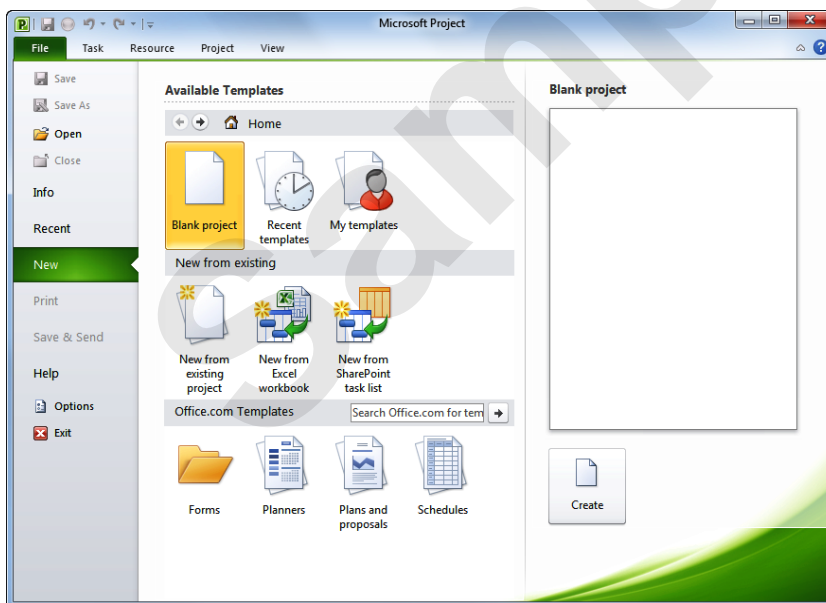 Microsoft Project
File Task Resource Project View
Save
Save As
Open
Close
Info
Recent
New
Print
Save & Send
Help
Options
Exit
Available Templates
Home
Blank project
Recent
templates
My templates
New from existing
New from
existing
project
New from
Excel
workbook
New from
SharePoint
task list
Office.com Templates
Search Office.com for tem
Forms
Planners
Plans and
proposals
Schedules
Blank project
Create
Samp